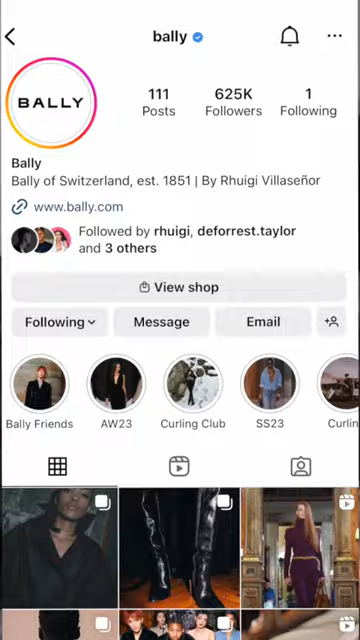 bally
BALLY
111 625K 1
Posts Followers Following
Bally
Bally of Switzerland, est. 1851 | By Rhuigi Villaseñor
www.bally.com
Followed by rhuigi, deforrest.taylor
and 3 others
View shop
Following Message Email
Bally Friends AW23 Curling Club SS23 Curlin